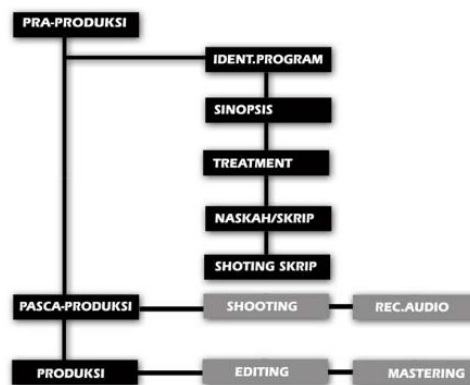 PRA-PRODUKSI
IDENT.PROGRAM
SINOPSIS
TREATMENT
NASKAH/SKRIP
SHOTING SKRIP
PASCA-PRODUKSI
SHOOTING
REC.AUDIO
PRODUKSI
EDITING
MASTERING